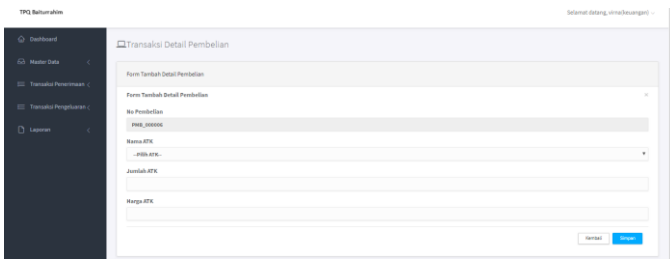 TPQ Baiturrahim
Selamat datang, virna(keuangan)
Dashboard
Master Data
Transaksi Penerimaan
Transaksi Pengeluaran
Laporan
Transaksi Detail Pembelian
Form Tambah Detail Pembelian
Form Tambah Detail Pembelian
No Pembelian
PMB_000006
Nama ATK
--Pilih ATK--
Jumlah ATK
Harga ATK
Kembali
Simpan